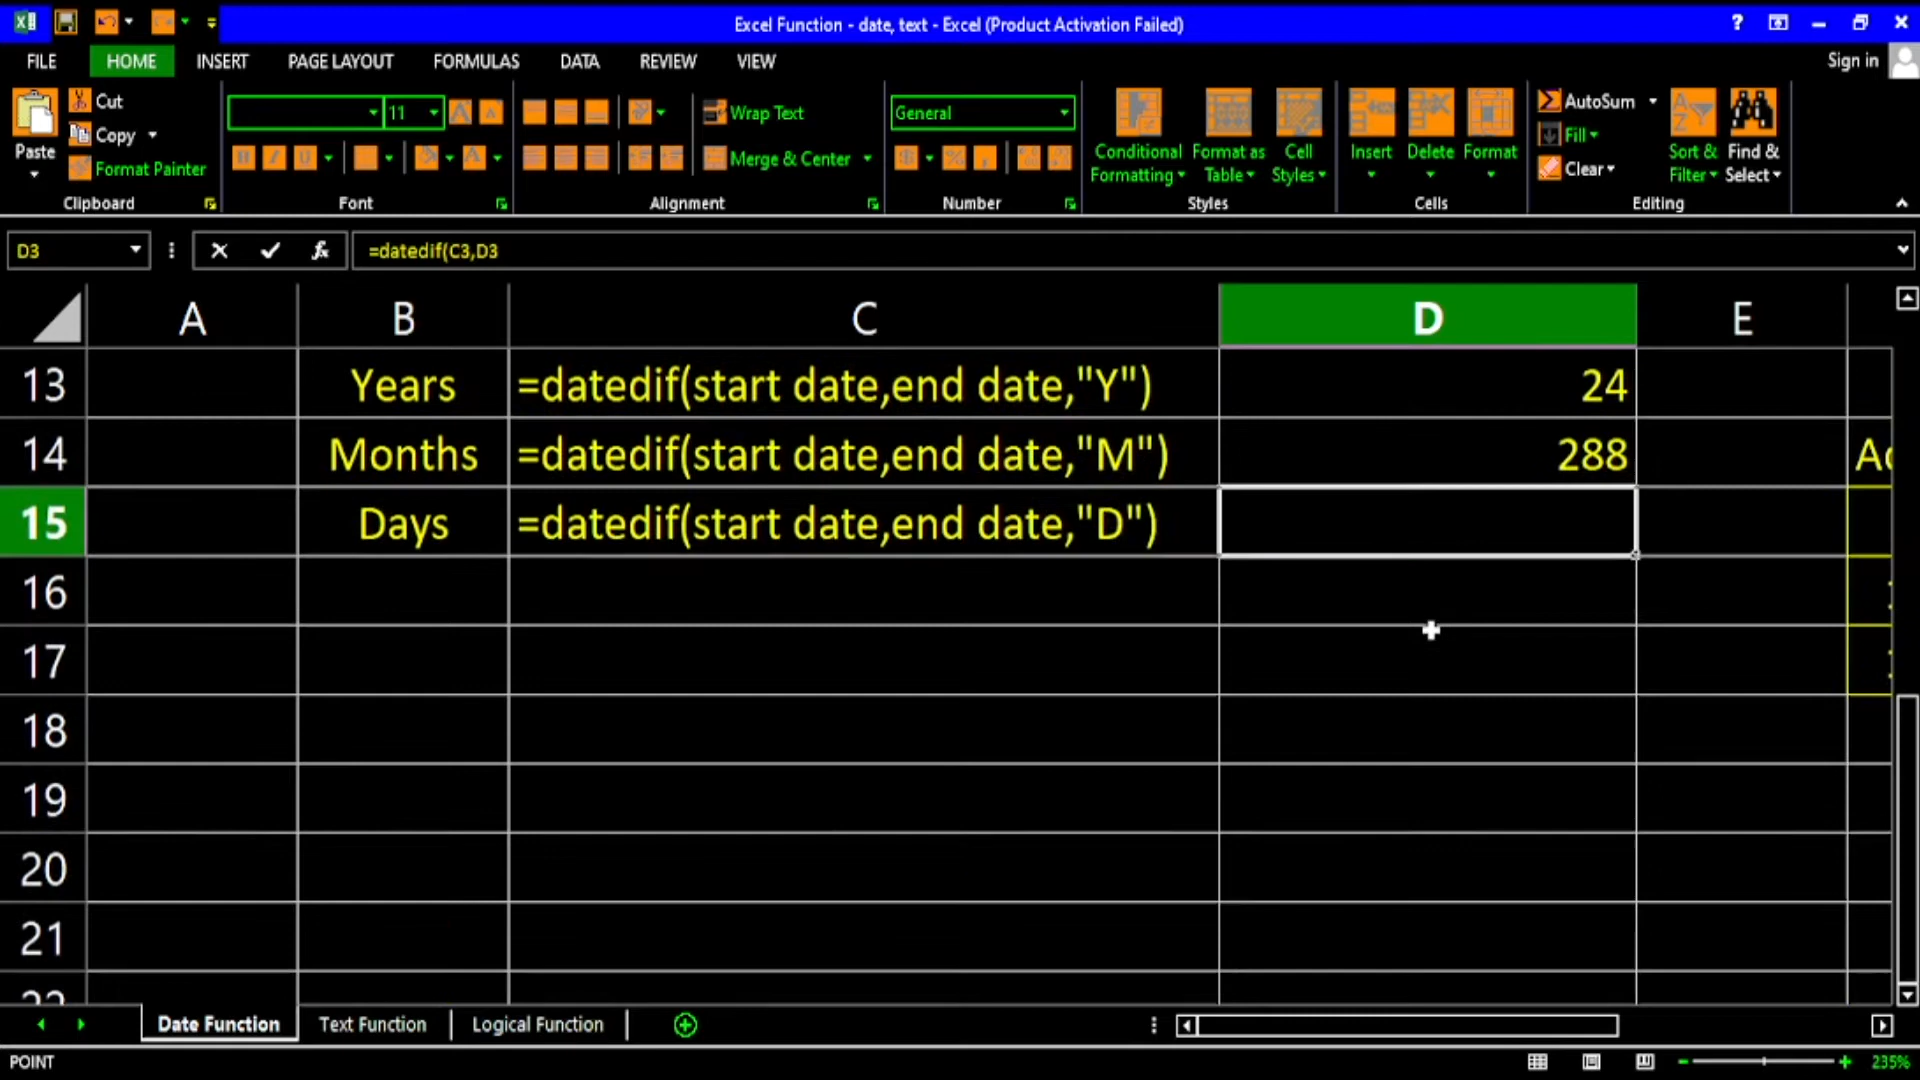 Excel Function - date, text - Excel (Product Activation Failed)
FILE HOME INSERT PAGE LAYOUT FORMULAS DATA REVIEW VIEW Sign in
Paste
Cut
Copy
Format Painter
Clipboard
11
Font
Wrap Text
Merge & Center
Alignment
General
Number
Conditional Formatting
Format as Table
Cell Styles
Styles
Insert Delete Format
Cells
AutoSum
Fill
Clear
Sort & Filter
Find & Select
Editing
D3 =datedif(C3,D3
A B C D E
13 Years =datedif(start date,end date,"Y") 24
14 Months =datedif(start date,end date,"M") 288
15 Days =datedif(start date,end date,"D")
16
17
18
19
20
21
22
Date Function Text Function Logical Function
POINT 235%